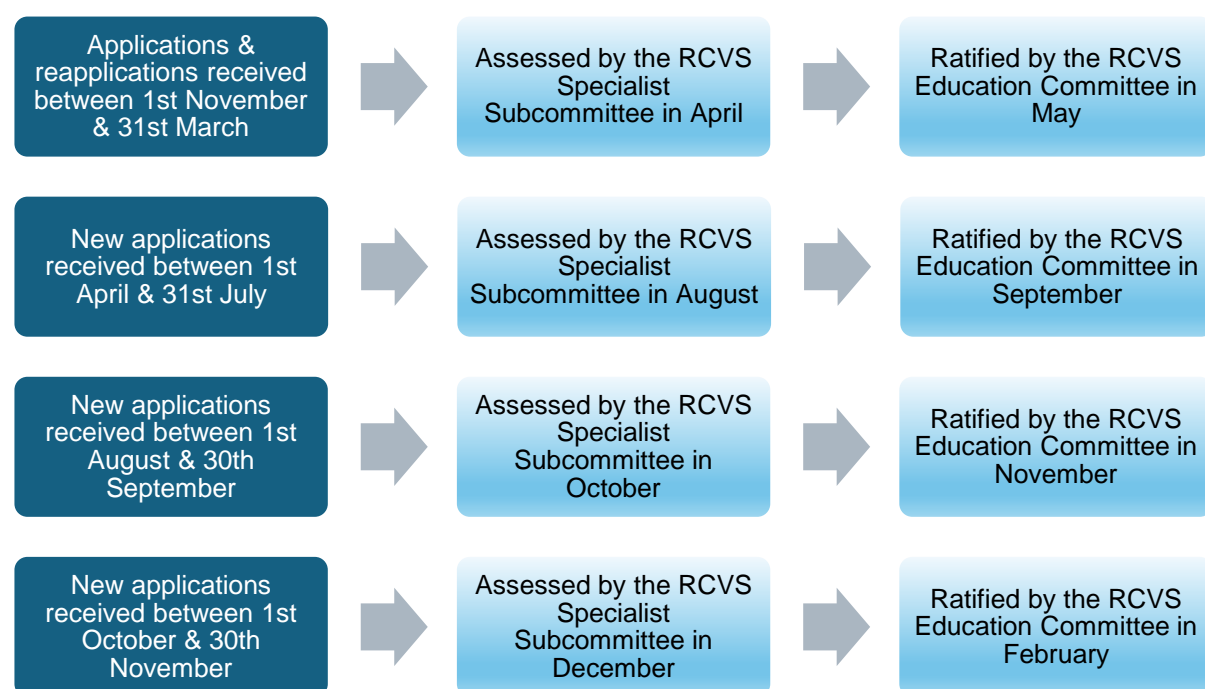 Applications &
reapplications received
between 1st November
& 31st March
Assessed by the RCVS
Specialist
Subcommittee in April
Ratified by the RCVS
Education Committee in
May
New applications
received between 1st
April & 31st July
Assessed by the RCVS
Specialist
Subcommittee in August
Ratified by the RCVS
Education Committee in
September
New applications
received between 1st
August & 30th
September
Assessed by the RCVS
Specialist
Subcommittee in
October
Ratified by the RCVS
Education Committee in
November
New applications
received between 1st
October & 30th
November
Assessed by the RCVS
Specialist
Subcommittee in
December
Ratified by the RCVS
Education Committee in
February